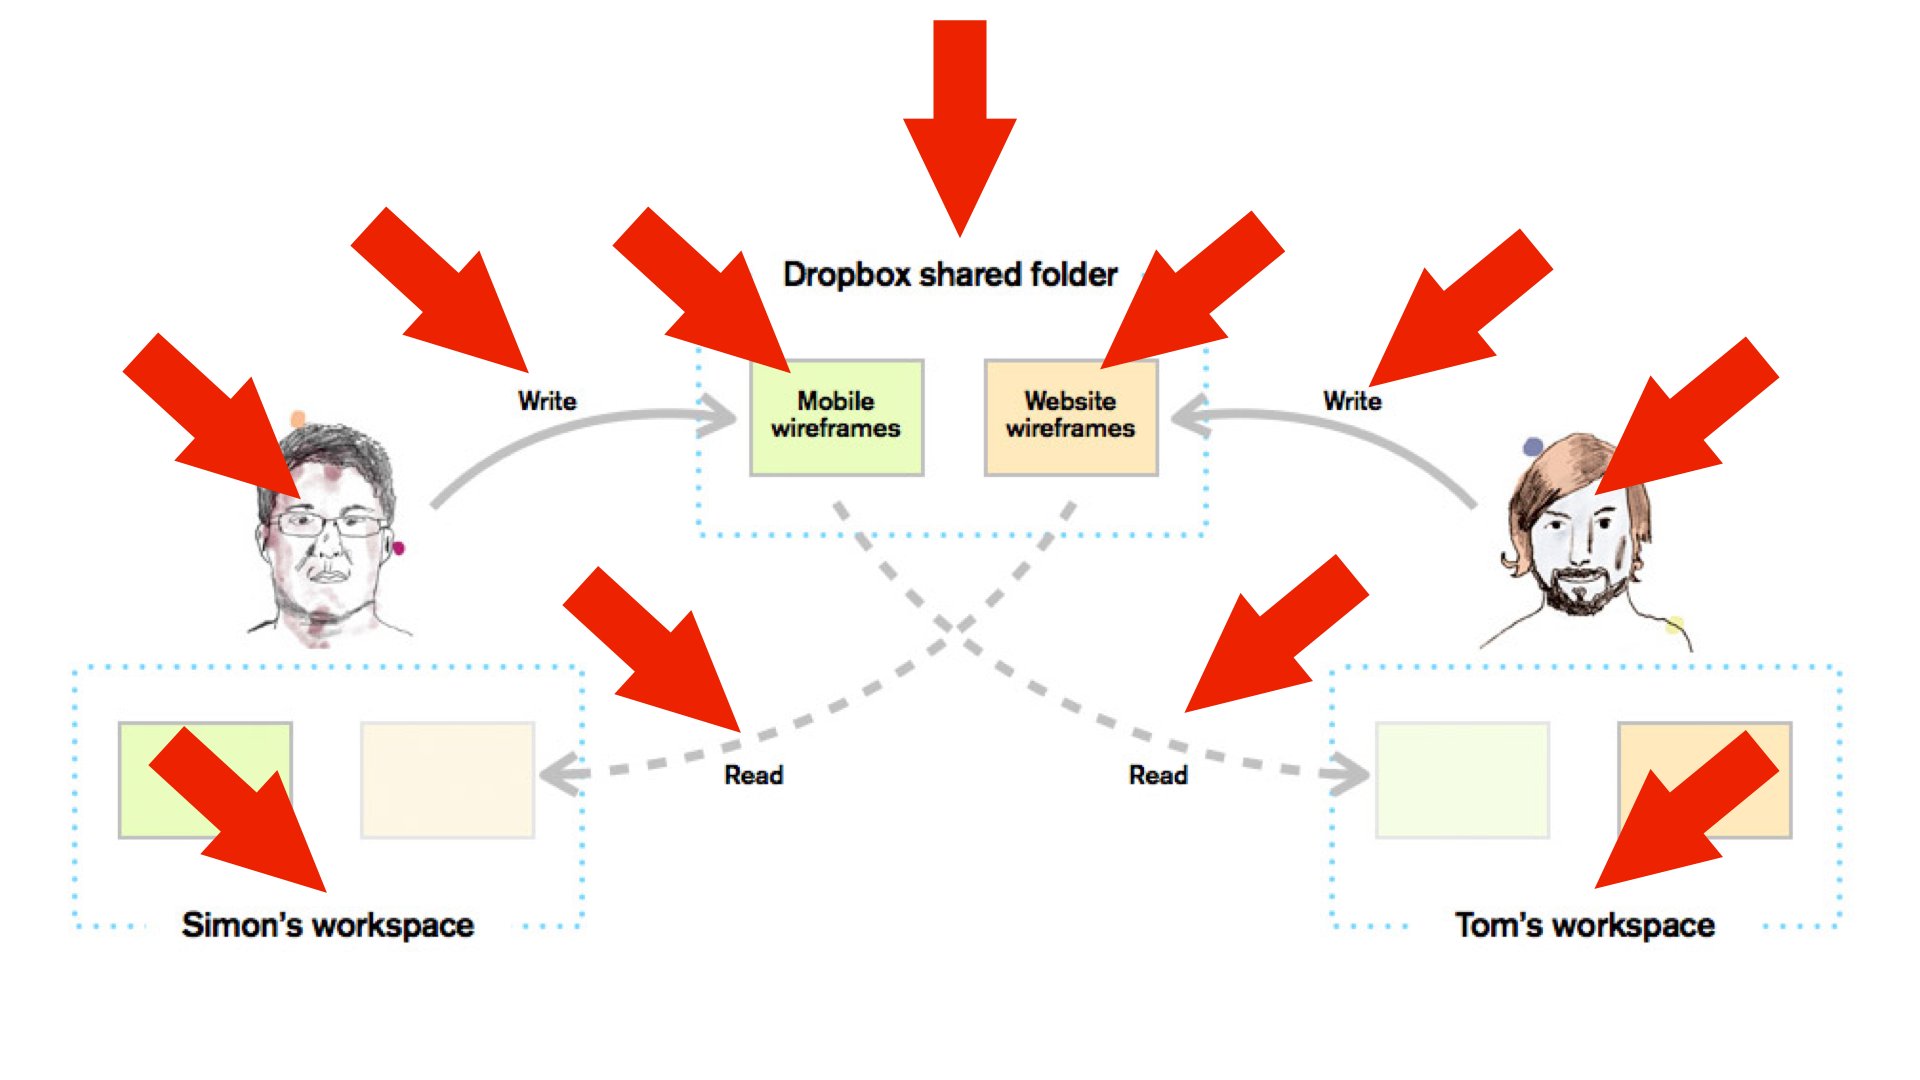 Dropbox shared folder
Write
Mobile
wireframes
Website
wireframes
Write
Read
Read
Simon's workspace
Tom's workspace